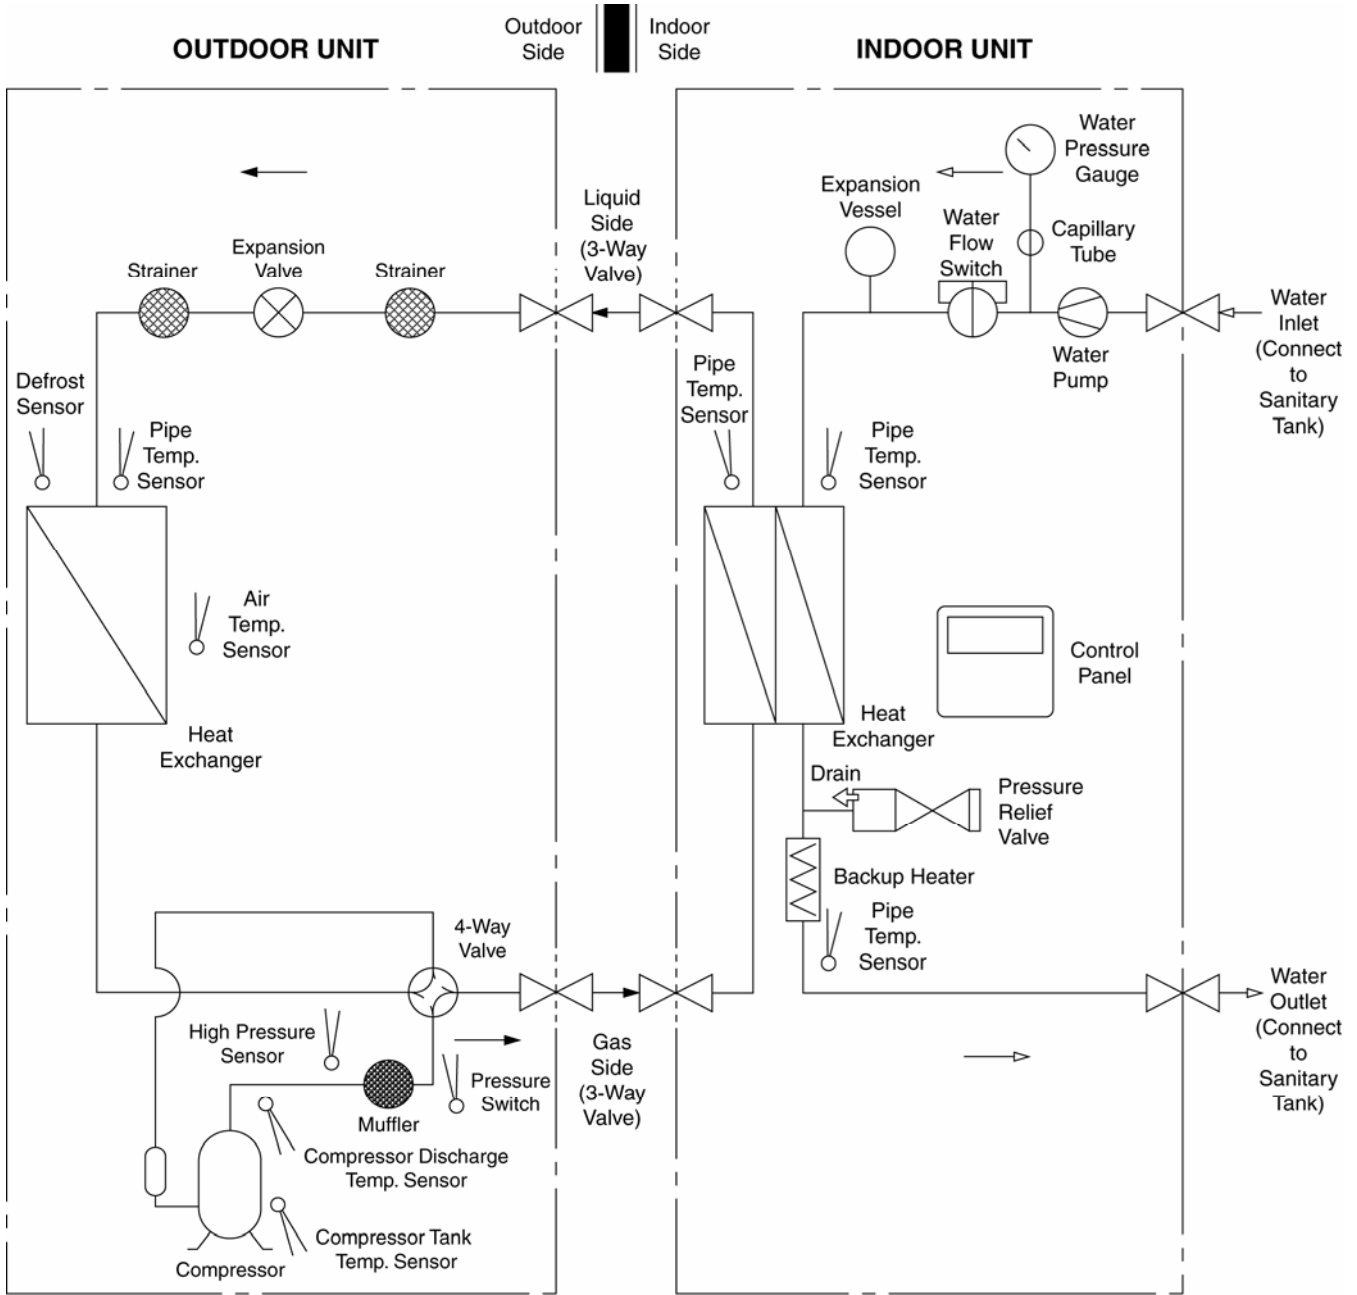 OUTDOOR UNIT
Outdoor
Side
Indoor
Side
INDOOR UNIT
Water
Pressure
Gauge
Expansion
Vessel
Water
Flow
Switch
Capillary
Tube
Liquid
Side
(3-Way
Valve)
Strainer
Expansion
Valve
Strainer
Water
Inlet
(Connect
to
Sanitary
Tank)
Water
Pump
Defrost
Sensor
Pipe
Temp.
Sensor
Pipe
Temp.
Sensor
Pipe
Temp.
Sensor
Air
Temp.
Sensor
Control
Panel
Heat
Exchanger
Heat
Exchanger
Drain
Pressure
Relief
Valve
Backup Heater
Pipe
Temp.
Sensor
4-Way
Valve
Water
Outlet
(Connect
to
Sanitary
Tank)
High Pressure
Sensor
Gas
Side
(3-Way
Valve)
Pressure
Switch
Muffler
Compressor Discharge
Temp. Sensor
Compressor Tank
Temp. Sensor
Compressor